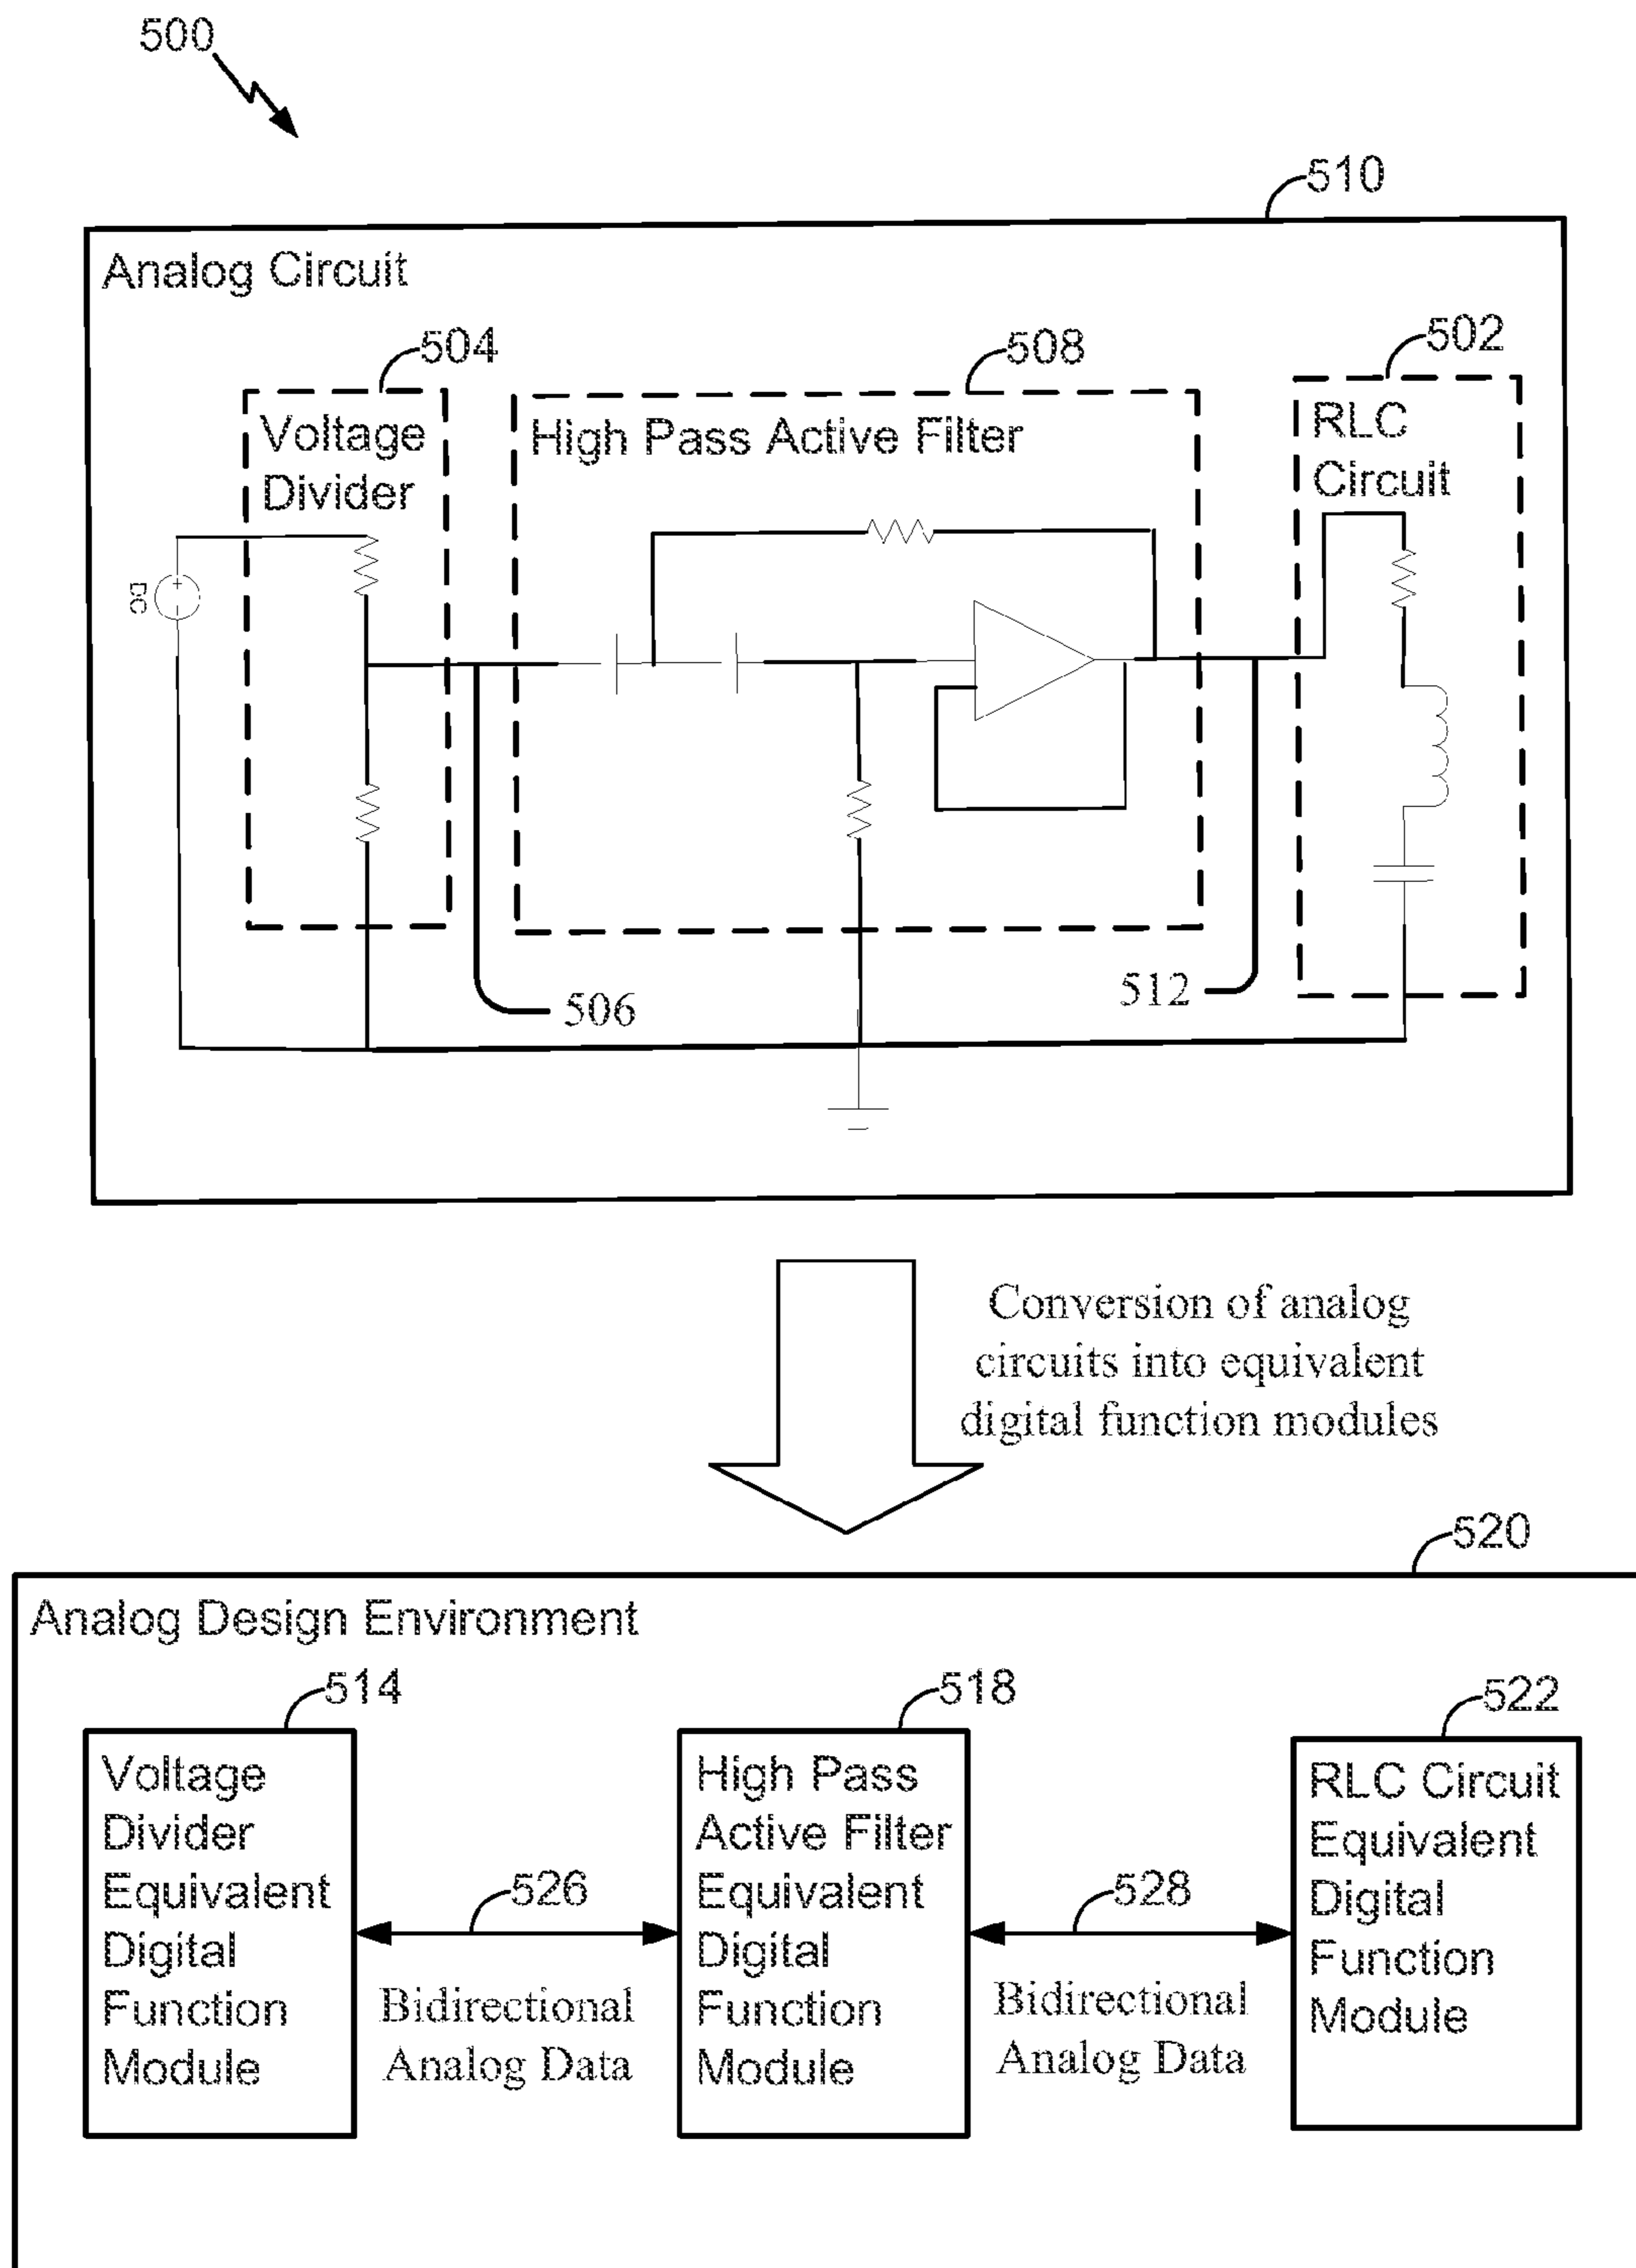 500
510
Analog Circuit
504
508
502
Voltage
Divider
High Pass Active Filter
RLC
Circuit
DC
+
506
512
Conversion of analog
circuits into equivalent
digital function modules
520
Analog Design Environment
514
518
522
Voltage
Divider
Equivalent
Digital
Function
Module
526
Bidirectional
Analog Data
High Pass
Active Filter
Equivalent
Digital
Function
Module
528
Bidirectional
Analog Data
RLC Circuit
Equivalent
Digital
Function
Module